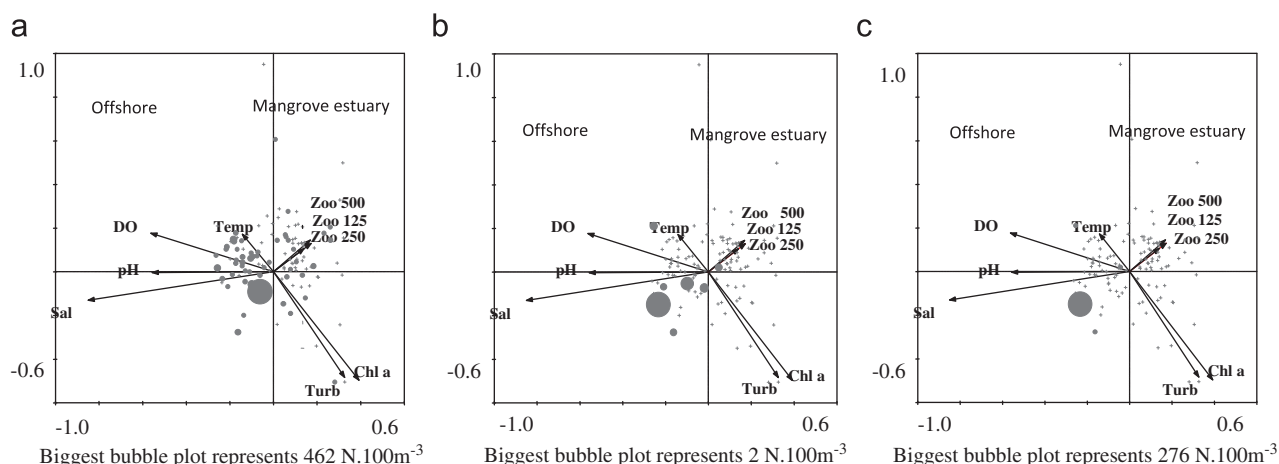 a
1.0
Offshore
Mangrove estuary
Zoo 500
Zoo 125
Zoo 250
DO
Temp
pH
Sal
Chl a
Turb
-0.6
-1.0
0.6
Biggest bubble plot represents 462 N.100m-3
b
1.0
Offshore
Mangrove estuary
Zoo 500
Zoo 125
Zoo 250
DO
Temp
pH
Sal
Chl a
Turb
-0.6
-1.0
0.6
Biggest bubble plot represents 2 N.100m-3
c
1.0
Offshore
Mangrove estuary
Zoo 500
Zoo 125
Zoo 250
DO
Temp
pH
Sal
Chl a
Turb
-0.6
-1.0
0.6
Biggest bubble plot represents 276 N.100m-3